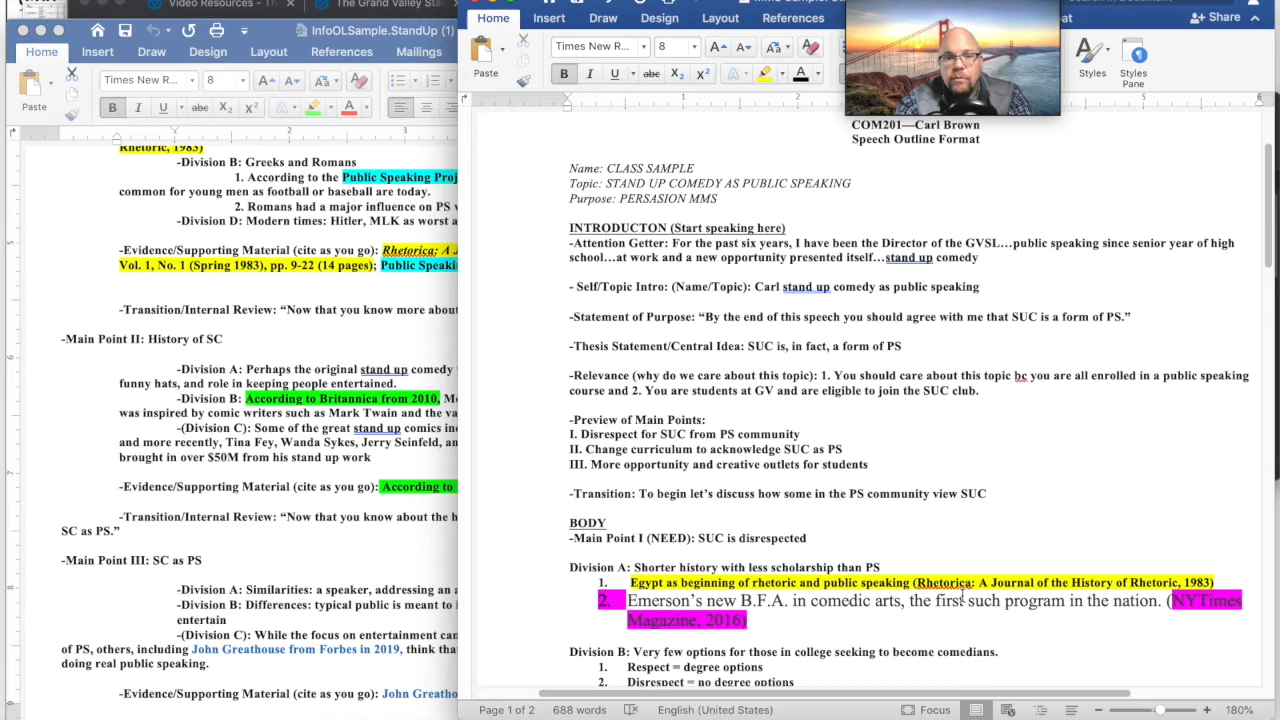 Video Resources - Th
The Grand Valley Stat
InfoOLSample.StandUp (1)
Home Insert Draw Design Layout References Mailings
Times New R... 8
Paste
B I U abc X2 X2 A A
2 3
Rhetoric, 1983)
-Division B: Greeks and Romans
1. According to the Public Speaking Proj
common for young men as football or baseball are today.
2. Romans had a major influence on PS
-Division D: Modern times: Hitler, MLK as worst a
-Evidence/Supporting Material (cite as you go): Rhetorica: A J
Vol. 1, No. 1 (Spring 1983), pp. 9-22 (14 pages); Public Speakin
-Transition/Internal Review: “Now that you know more about
-Main Point II: History of SC
-Division A: Perhaps the original stand up comedy
funny hats, and role in keeping people entertained.
-Division B: According to Britannica from 2010, M
was inspired by comic writers such as Mark Twain and the va
-(Division C): Some of the great stand up comics inc
and more recently, Tina Fey, Wanda Sykes, Jerry Seinfeld, an
brought in over $50M from his stand up work
-Evidence/Supporting Material (cite as you go): According to
-Transition/Internal Review: “Now that you know about the h
SC as PS.”
-Main Point III: SC as PS
-Division A: Similarities: a speaker, addressing an a
-Division B: Differences: typical public is meant to i
entertain
-(Division C): While the focus on entertainment can
of PS, others, including John Greathouse from Forbes in 2019, think tha
doing real public speaking.
-Evidence/Supporting Material (cite as you go): John Greatho
Home Insert Draw Design Layout References
Share
Times New R... 8
Paste
B I U abc X2 X2 A A
Styles
Styles Pane
1 2 5 6
COM201—Carl Brown
Speech Outline Format
Name: CLASS SAMPLE
Topic: STAND UP COMEDY AS PUBLIC SPEAKING
Purpose: PERSASION MMS
INTRODUCTON (Start speaking here)
-Attention Getter: For the past six years, I have been the Director of the GVSL…public speaking since senior year of high
school…at work and a new opportunity presented itself…stand up comedy
- Self/Topic Intro: (Name/Topic): Carl stand up comedy as public speaking
-Statement of Purpose: “By the end of this speech you should agree with me that SUC is a form of PS.”
-Thesis Statement/Central Idea: SUC is, in fact, a form of PS
-Relevance (why do we care about this topic): 1. You should care about this topic bc you are all enrolled in a public speaking
course and 2. You are students at GV and are eligible to join the SUC club.
-Preview of Main Points:
I. Disrespect for SUC from PS community
II. Change curriculum to acknowledge SUC as PS
III. More opportunity and creative outlets for students
-Transition: To begin let’s discuss how some in the PS community view SUC
BODY
-Main Point I (NEED): SUC is disrespected
Division A: Shorter history with less scholarship than PS
1. Egypt as beginning of rhetoric and public speaking (Rhetorica: A Journal of the History of Rhetoric, 1983)
2. Emerson’s new B.F.A. in comedic arts, the first such program in the nation. (NYTimes
Magazine, 2016)
Division B: Very few options for those in college seeking to become comedians.
1. Respect = degree options
2. Disrespect = no degree options
Page 1 of 2 688 words English (United States) Focus 180%